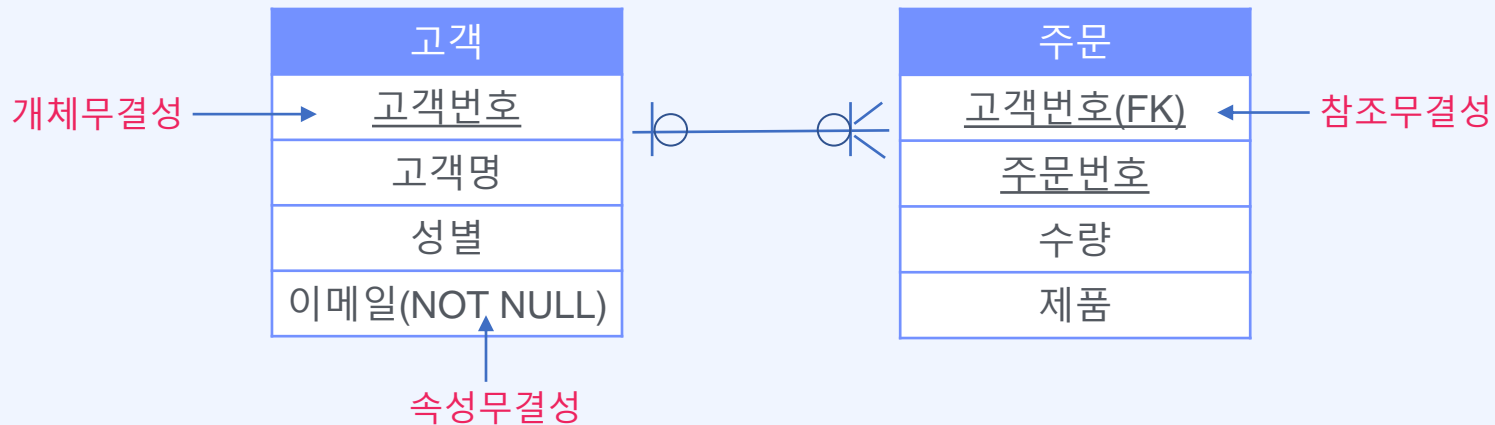 고객
고객번호
고객명
성별
이메일(NOT NULL)
주문
고객번호(FK)
주문번호
수량
제품
개체무결성
참조무결성
속성무결성